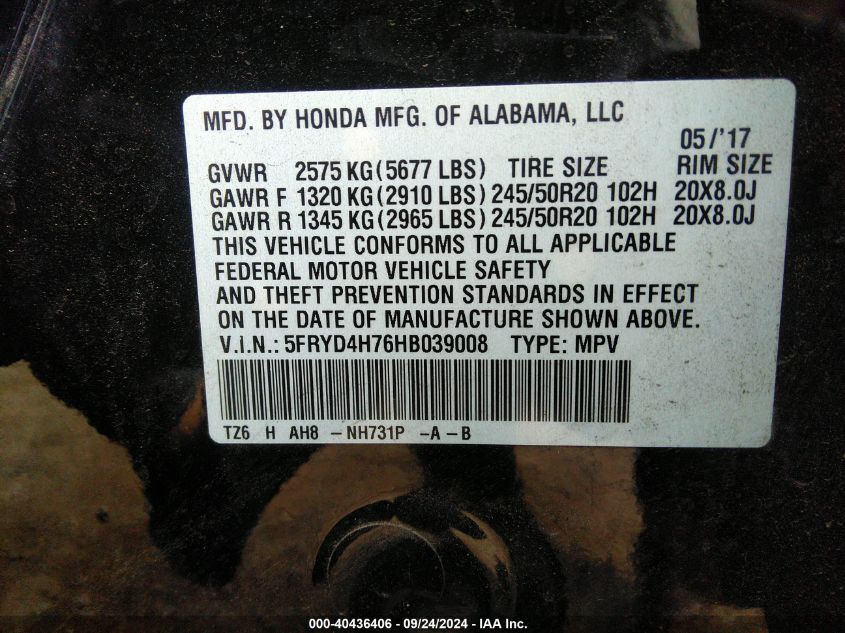 MFD. BY HONDA MFG. OF ALABAMA, LLC
05/'17
GVWR 2575 KG (5677 LBS) TIRE SIZE RIM SIZE
GAWR F 1320 KG (2910 LBS) 245/50R20 102H 20X8.0J
GAWR R 1345 KG (2965 LBS) 245/50R20 102H 20X8.0J
THIS VEHICLE CONFORMS TO ALL APPLICABLE
FEDERAL MOTOR VEHICLE SAFETY
AND THEFT PREVENTION STANDARDS IN EFFECT
ON THE DATE OF MANUFACTURE SHOWN ABOVE.
V.I.N.: 5FRYD4H76HB039008 TYPE: MPV
TZ6 H AH8 - NH731P -A-B
000-40436406 - 09/24/2024 - IAA Inc.